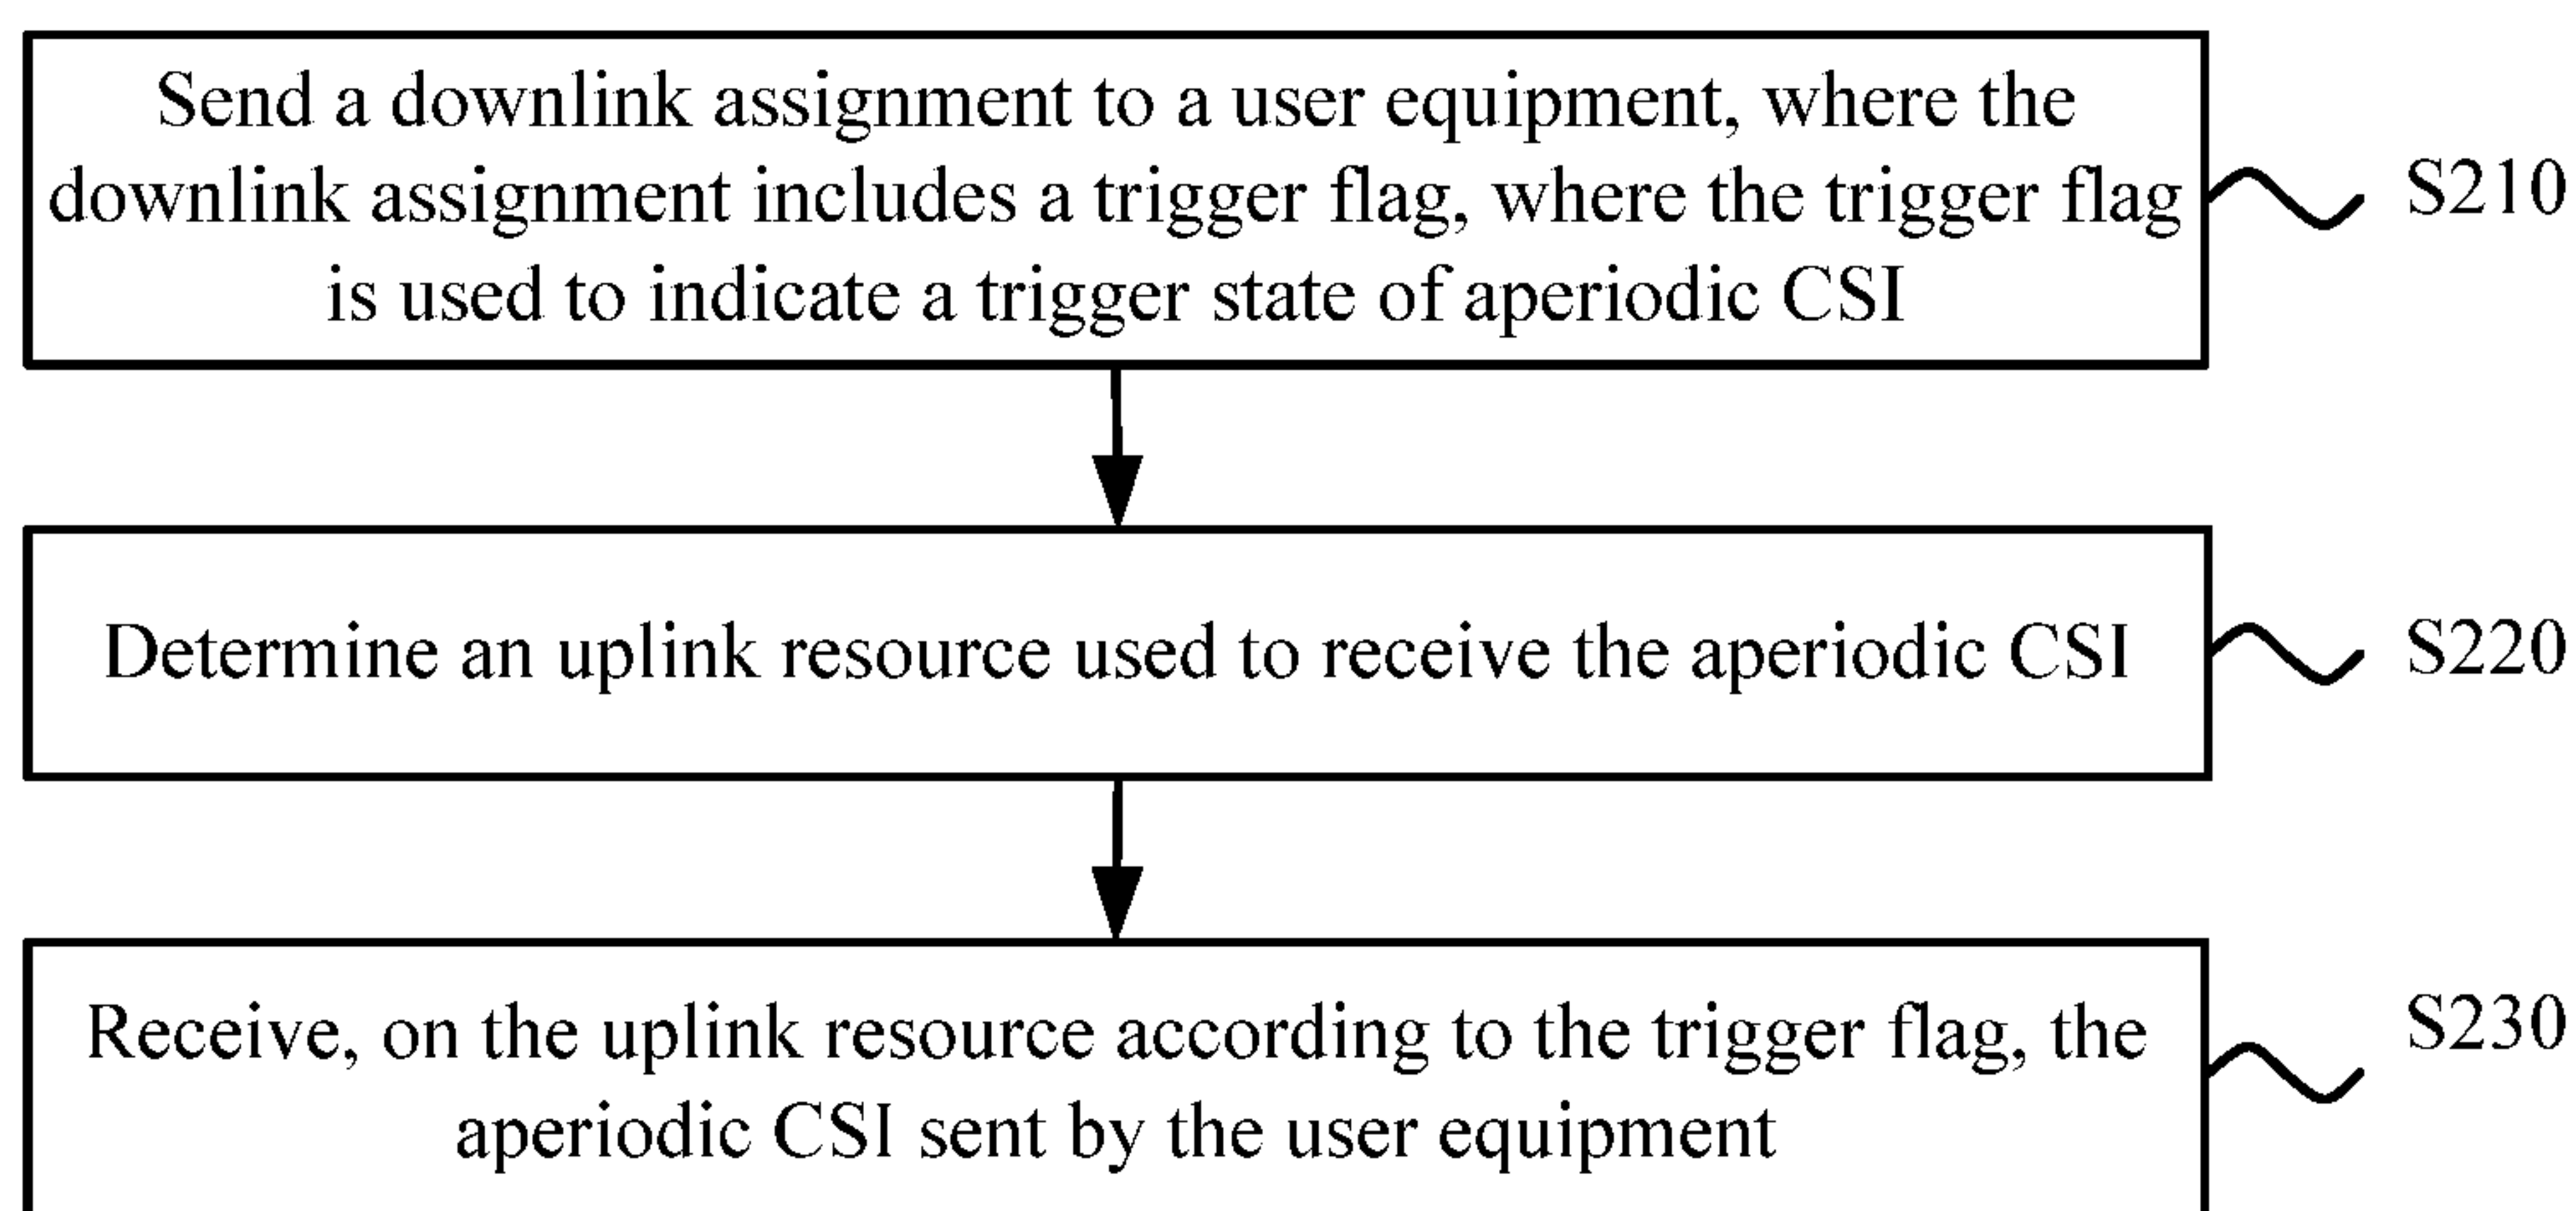 Send a downlink assignment to a user equipment, where the
downlink assignment includes a trigger flag, where the trigger flag
is used to indicate a trigger state of aperiodic CSI
S210
Determine an uplink resource used to receive the aperiodic CSI
S220
Receive, on the uplink resource according to the trigger flag, the
aperiodic CSI sent by the user equipment
S230